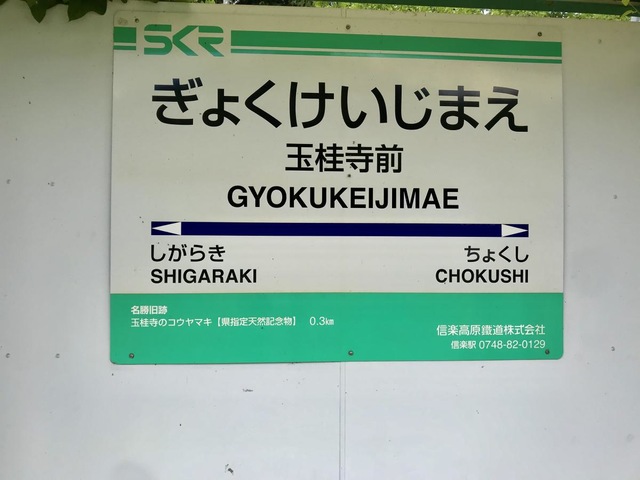 SKR
ぎょくけいじまえ
玉桂寺前
GYOKUKEIJIMAE
しがらき ちょくし
SHIGARAKI CHOKUSHI
名勝旧跡
玉桂寺のコウヤマキ【県指定天然記念物】 0.3km
信楽高原鐵道株式会社
信楽駅 0748-82-0129